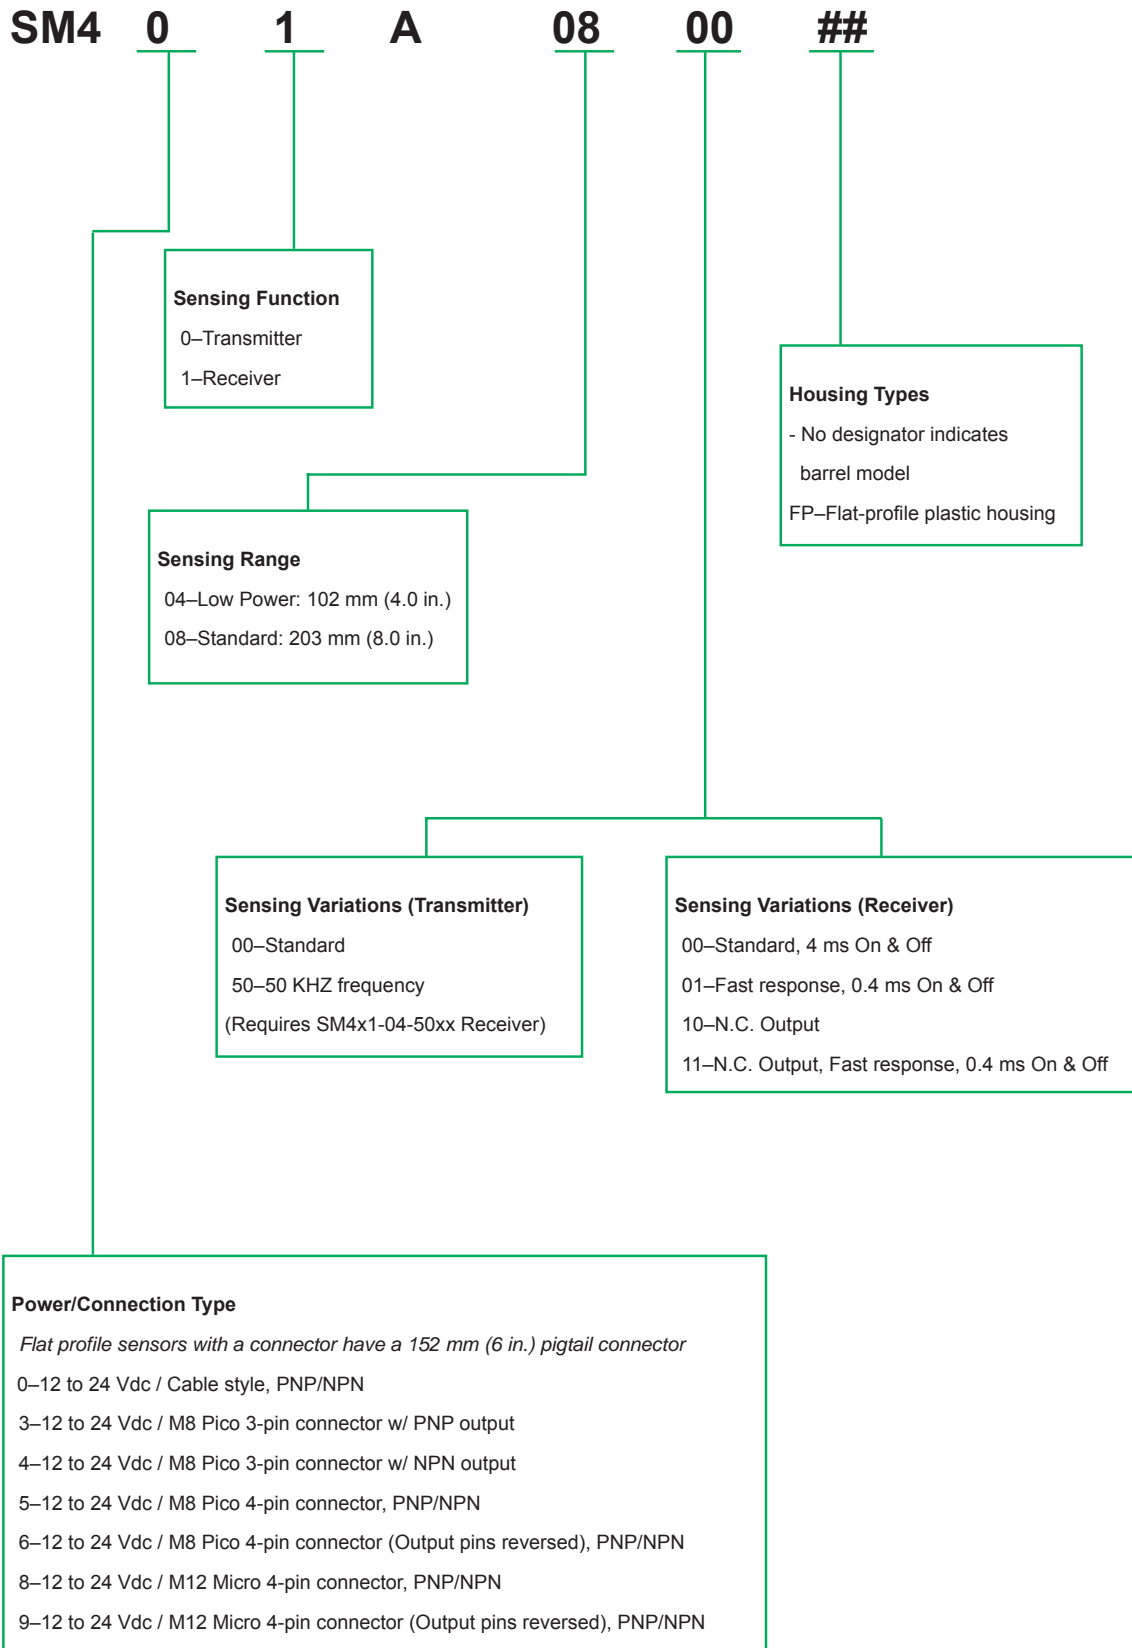 SM4 0 1 A 08 00 ##
Sensing Function
0–Transmitter
1–Receiver
Housing Types
- No designator indicates
barrel model
FP–Flat-profile plastic housing
Sensing Range
04–Low Power: 102 mm (4.0 in.)
08–Standard: 203 mm (8.0 in.)
Sensing Variations (Transmitter)
00–Standard
50–50 KHZ frequency
(Requires SM4x1-04-50xx Receiver)
Sensing Variations (Receiver)
00–Standard, 4 ms On & Off
01–Fast response, 0.4 ms On & Off
10–N.C. Output
11–N.C. Output, Fast response, 0.4 ms On & Off
Power/Connection Type
Flat profile sensors with a connector have a 152 mm (6 in.) pigtail connector
0–12 to 24 Vdc / Cable style, PNP/NPN
3–12 to 24 Vdc / M8 Pico 3-pin connector w/ PNP output
4–12 to 24 Vdc / M8 Pico 3-pin connector w/ NPN output
5–12 to 24 Vdc / M8 Pico 4-pin connector, PNP/NPN
6–12 to 24 Vdc / M8 Pico 4-pin connector (Output pins reversed), PNP/NPN
8–12 to 24 Vdc / M12 Micro 4-pin connector, PNP/NPN
9–12 to 24 Vdc / M12 Micro 4-pin connector (Output pins reversed), PNP/NPN